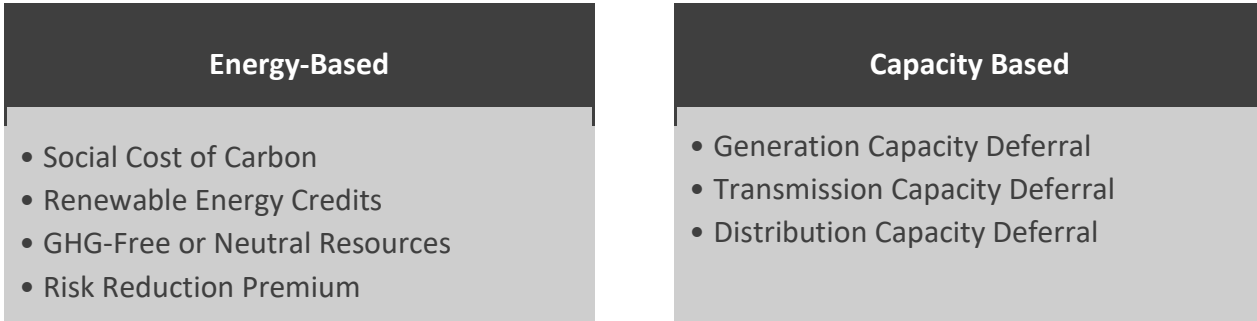 Energy-Based
• Social Cost of Carbon
• Renewable Energy Credits
• GHG-Free or Neutral Resources
• Risk Reduction Premium
Capacity Based
• Generation Capacity Deferral
• Transmission Capacity Deferral
• Distribution Capacity Deferral